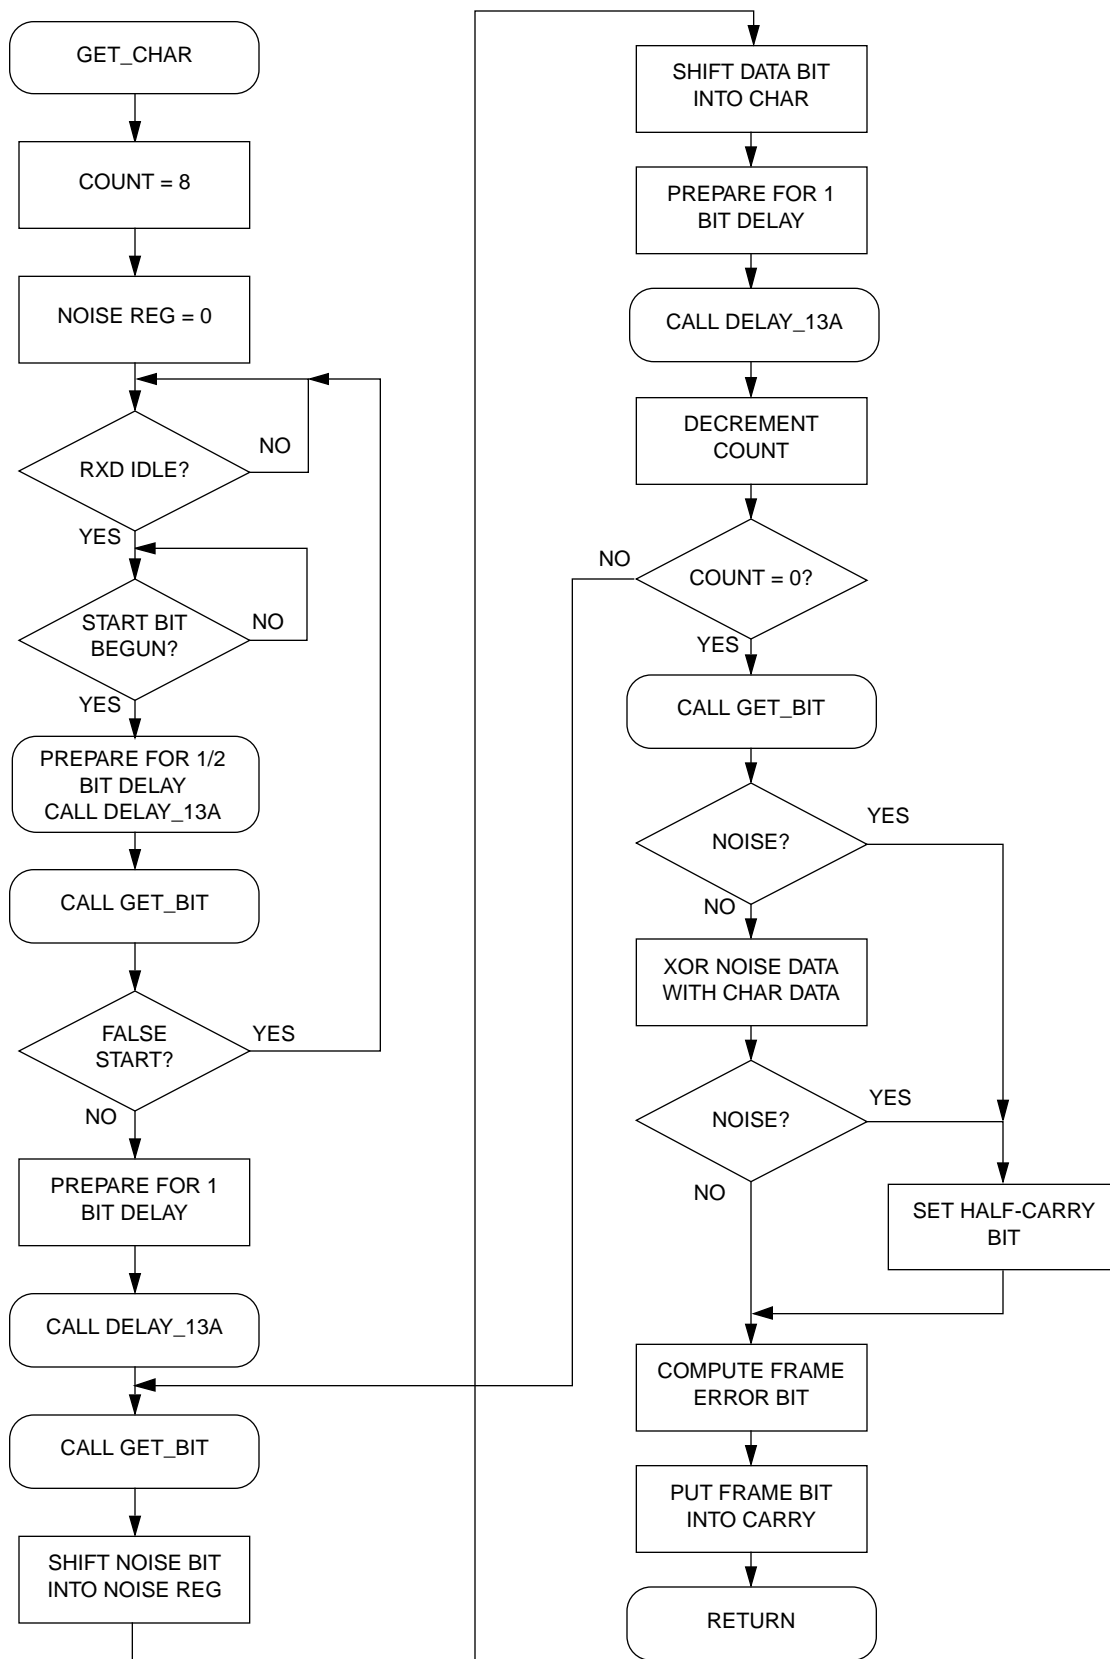 GET_CHAR
COUNT = 8
NOISE REG = 0
RXD IDLE?
NO
YES
START BIT
BEGUN?
NO
YES
PREPARE FOR 1/2
BIT DELAY
CALL DELAY_13A
CALL GET_BIT
FALSE
START?
YES
NO
PREPARE FOR 1
BIT DELAY
CALL DELAY_13A
CALL GET_BIT
SHIFT NOISE BIT
INTO NOISE REG
SHIFT DATA BIT
INTO CHAR
PREPARE FOR 1
BIT DELAY
CALL DELAY_13A
DECREMENT
COUNT
NO
COUNT = 0?
YES
CALL GET_BIT
NOISE?
YES
NO
XOR NOISE DATA
WITH CHAR DATA
NOISE?
YES
NO
SET HALF-CARRY
BIT
COMPUTE FRAME
ERROR BIT
PUT FRAME BIT
INTO CARRY
RETURN